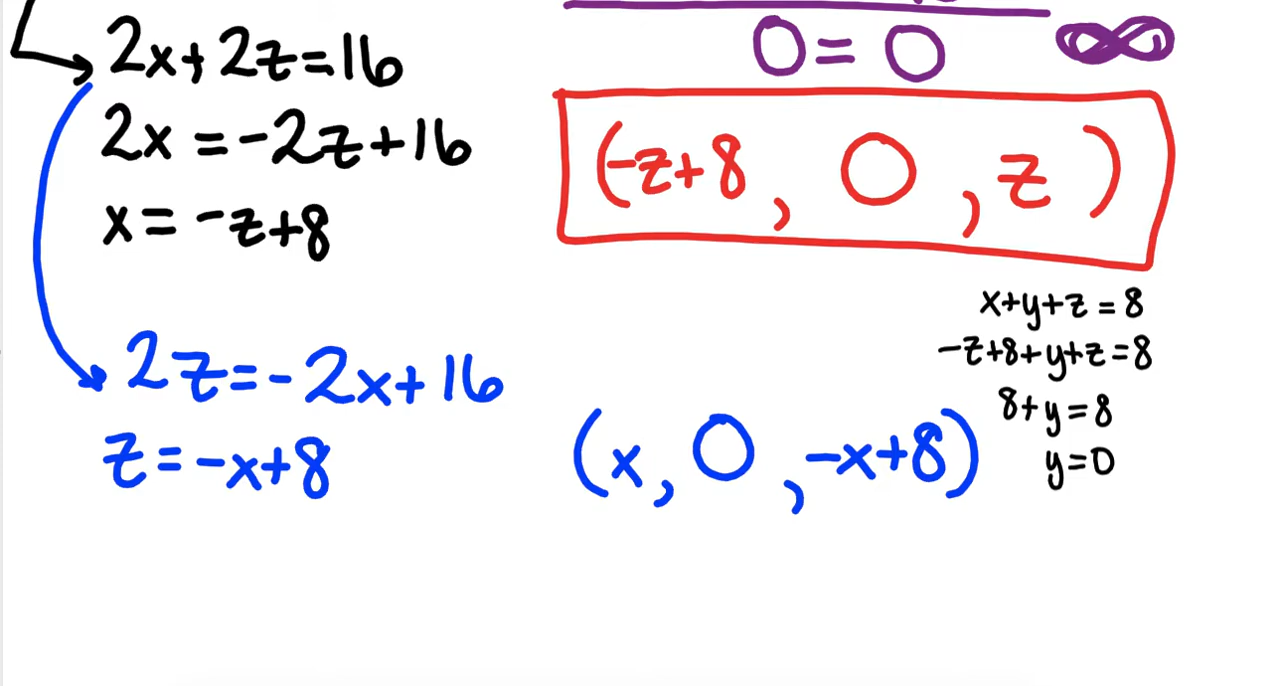 2x+2z=16
2x=-2z+16
x=-z+8
2z=-2x+16
z=-x+8
0=0 ∞
(-z+8, 0, z)
x+y+z=8
-z+8+y+z=8
8+y=8
y=0
(x, 0, -x+8)